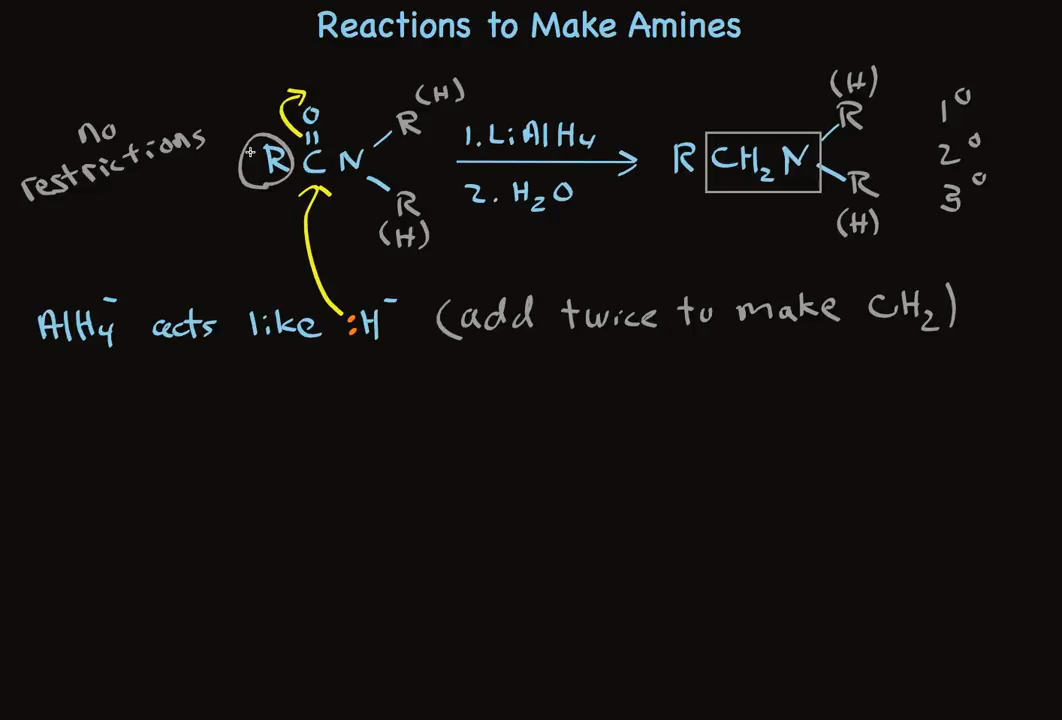 Reactions to Make Amines
no restrictions
O
R C N R (H)
R (H)
1. LiAlH4
2. H2O
(H)
R
R CH2 N
R
(H)
1°
2°
3°
AlH4⁻ acts like :H⁻ (add twice to make CH2)